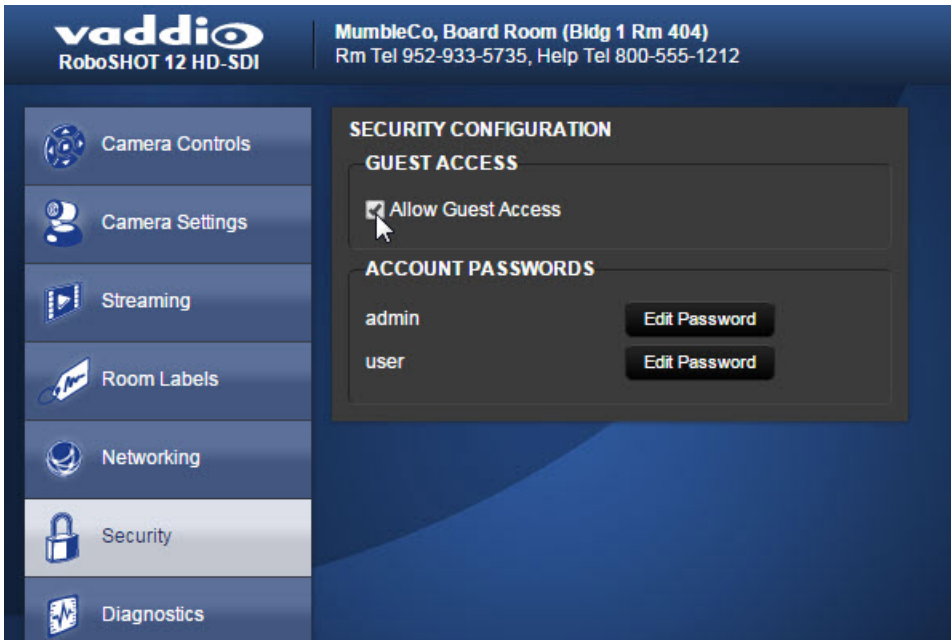 vaddio
RoboSHOT 12 HD-SDI
MumbleCo, Board Room (Bldg 1 Rm 404)
Rm Tel 952-933-5735, Help Tel 800-555-1212
Camera Controls
Camera Settings
Streaming
Room Labels
Networking
Security
Diagnostics
SECURITY CONFIGURATION
GUEST ACCESS
Allow Guest Access
ACCOUNT PASSWORDS
admin Edit Password
user Edit Password